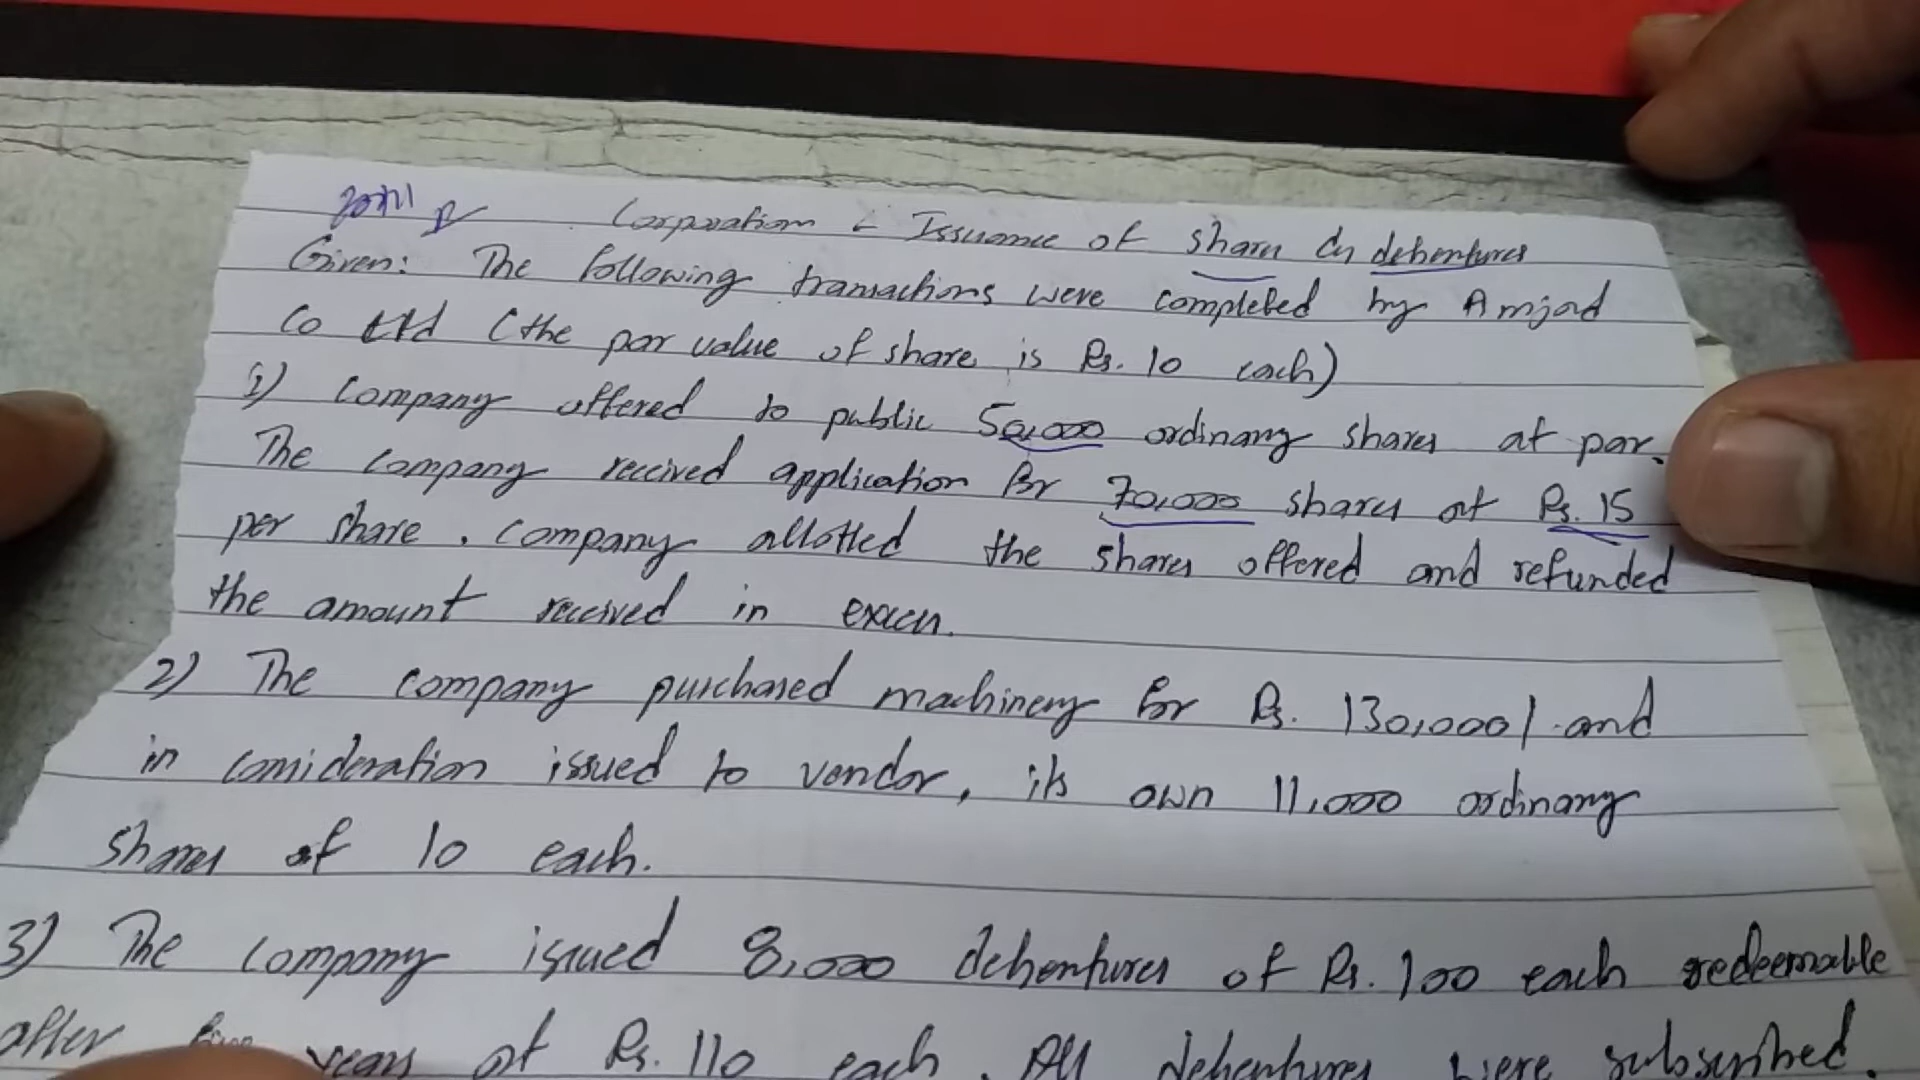 Corporation - Issuance of share & debentures
Given: The following transactions were completed by Amjad
Co Ltd (the par value of share is Rs. 10 each)
1) Company offered to public 50,000 ordinary shares at par.
The company received application for 70,000 shares at Rs. 15
per share. Company allotted the shares offered and refunded
the amount received in excess.
2) The company purchased machinery for Rs. 130,000/- and
in consideration issued to vendor, its own 11,000 ordinary
shares of 10 each.
3) The company issued 8,000 debentures of Rs. 100 each redeemable
after five years at Rs. 110 each. All debentures were subscribed.